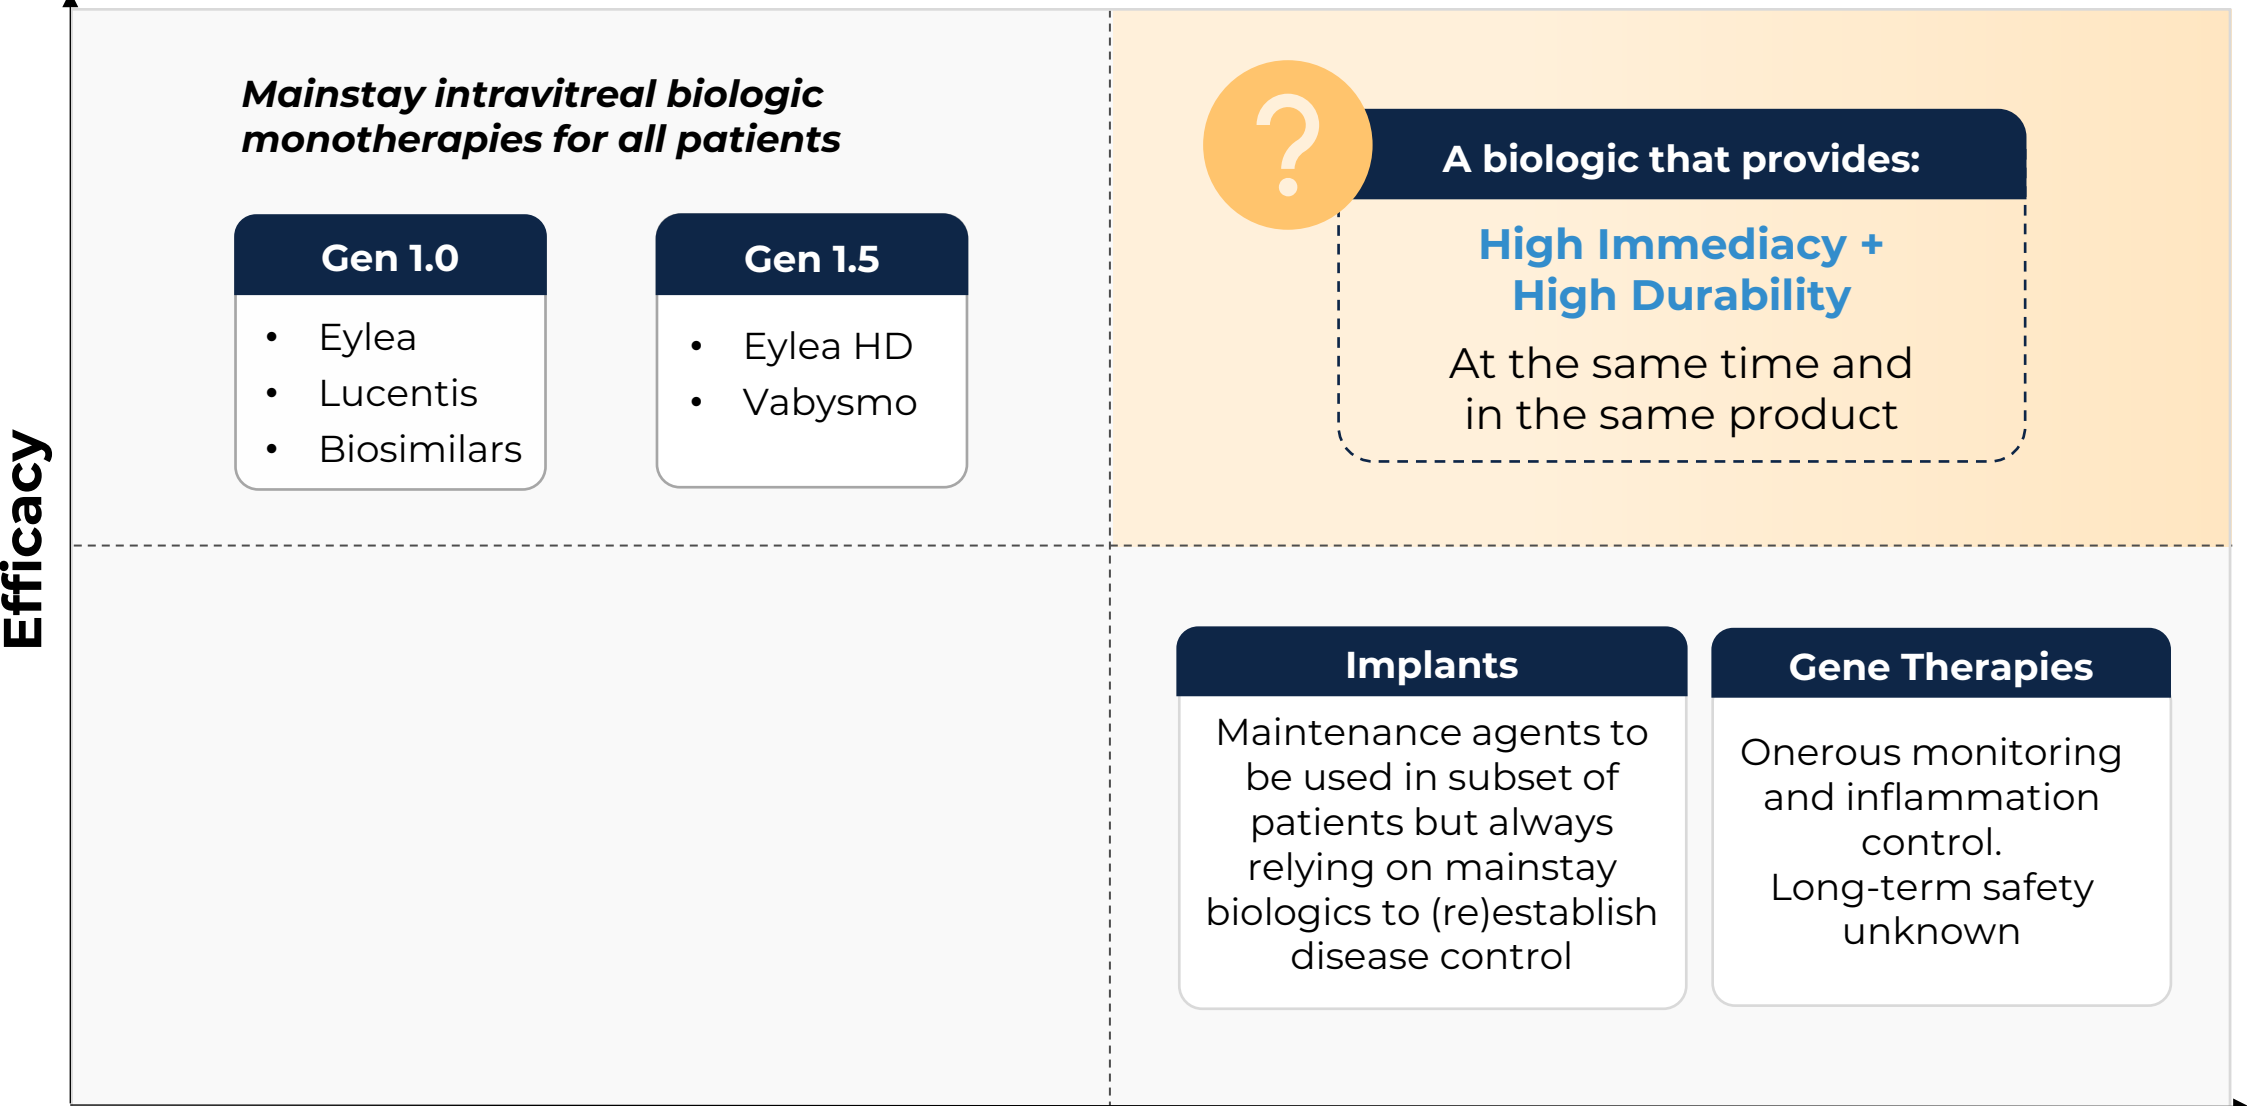 Efficacy
Mainstay intravitreal biologic
monotherapies for all patients
Gen 1.0
• Eylea
• Lucentis
• Biosimilars
Gen 1.5
• Eylea HD
• Vabysmo
?
A biologic that provides:
High Immediacy +
High Durability
At the same time and
in the same product
Implants
Maintenance agents to
be used in subset of
patients but always
relying on mainstay
biologics to (re)establish
disease control
Gene Therapies
Onerous monitoring
and inflammation
control.
Long-term safety
unknown